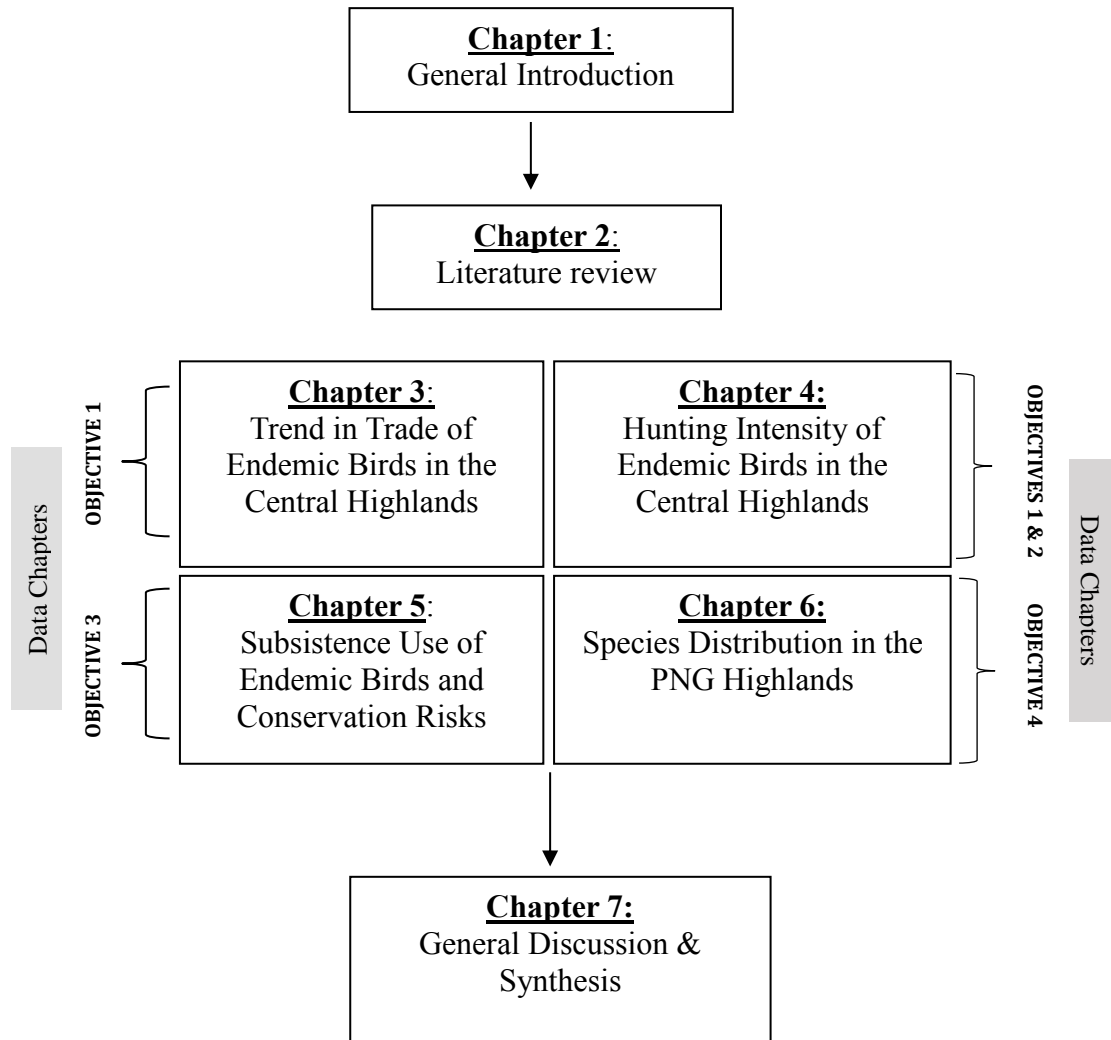 Chapter 1:
General Introduction
Chapter 2:
Literature review
Data Chapters
OBJECTIVE 1
Chapter 3:
Trend in Trade of
Endemic Birds in the
Central Highlands
Chapter 4:
Hunting Intensity of
Endemic Birds in the
Central Highlands
OBJECTIVES 1 & 2
Data Chapters
OBJECTIVE 3
Chapter 5:
Subsistence Use of
Endemic Birds and
Conservation Risks
Chapter 6:
Species Distribution in the
PNG Highlands
OBJECTIVE 4
Chapter 7:
General Discussion &
Synthesis